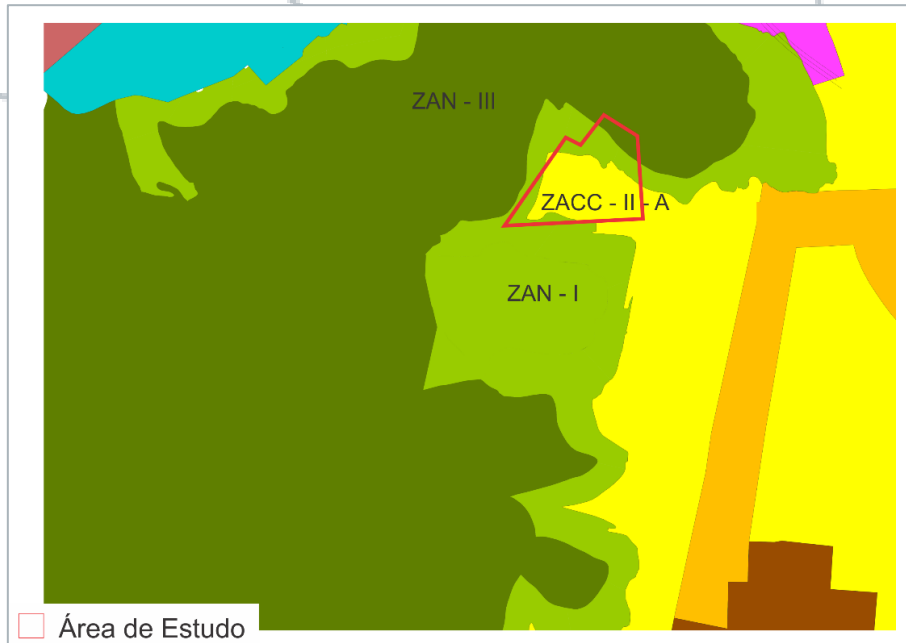 ZAN - III
ZACC - II - A
ZAN - I
Área de Estudo